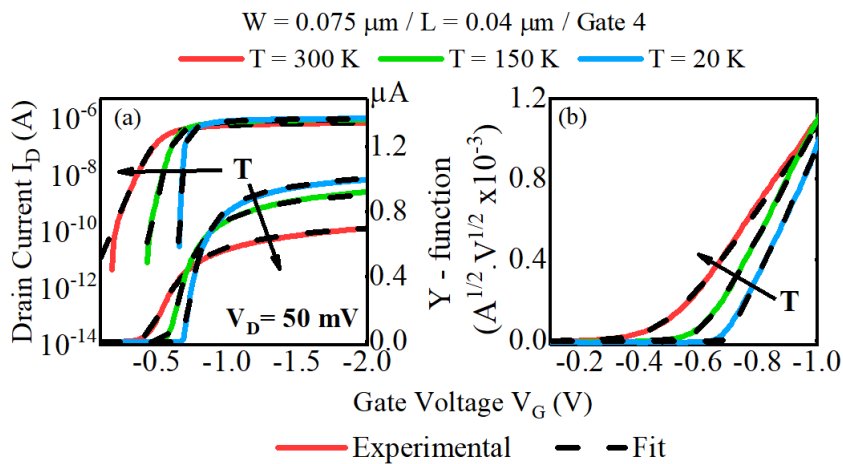 W = 0.075 μm / L = 0.04 μm / Gate 4
T = 300 K T = 150 K T = 20 K
(a)
μA
Drain Current I_D (A)
10^-6
10^-8
10^-10
10^-12
10^-14
T
V_D= 50 mV
1.2
0.8
0.4
0.0
-0.5 -1.0 -1.5 -2.0
(b)
Y - function
(A^1/2.V^1/2 x10^-3)
1.2
0.8
0.4
0.0
T
-0.2 -0.4 -0.6 -0.8 -1.0
Gate Voltage V_G (V)
Experimental Fit